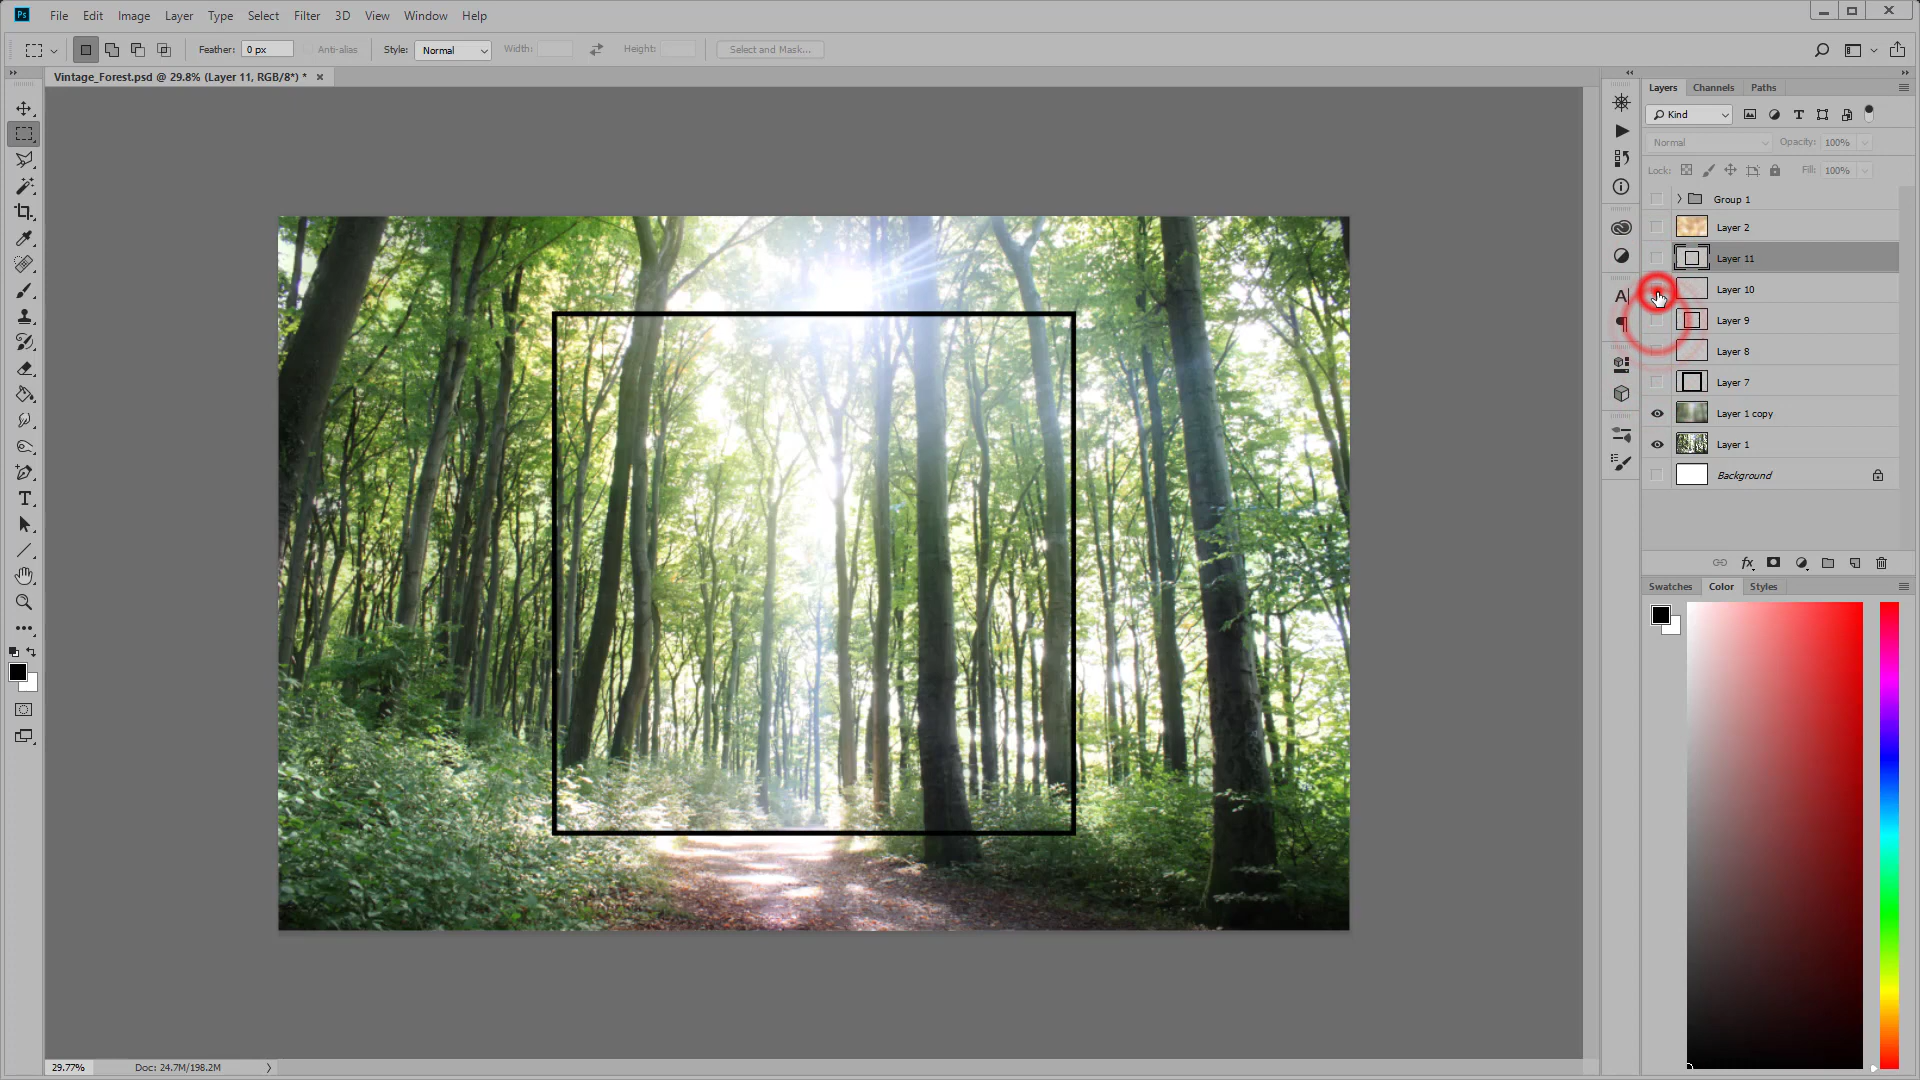 Ps File Edit Image Layer Type Select Filter 3D View Window Help
Feather: 0 px Anti-alias Style: Normal Width: Height: Select and Mask...
Vintage_Forest.psd @ 29.8% (Layer 11, RGB/8*) * ×
Layers Channels Paths
Kind
Normal Opacity: 100%
Lock: Fill: 100%
Group 1
Layer 2
Layer 11
Layer 10
Layer 9
Layer 8
Layer 7
Layer 1 copy
Layer 1
Background
fx
Swatches Color Styles
29.77% Doc: 24.7M/198.2M